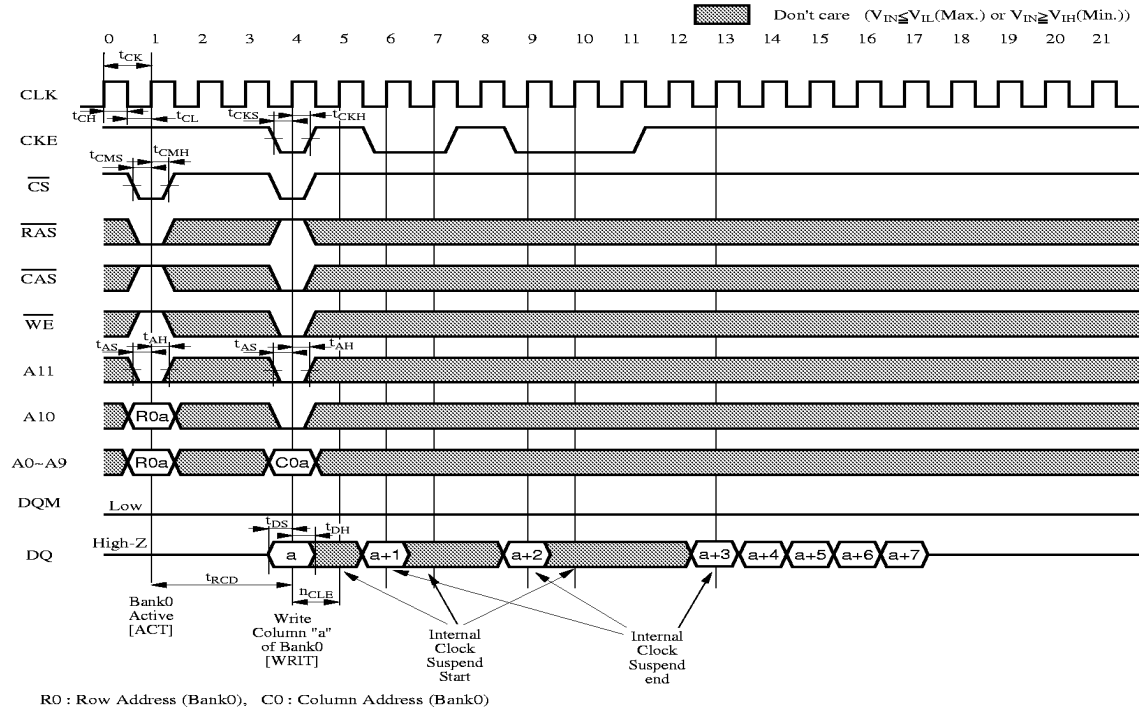 Don't care (VIN≦VIL(Max.) or VIN≧VIH(Min.))
0 1 2 3 4 5 6 7 8 9 10 11 12 13 14 15 16 17 18 19 20 21
tCK
CLK
tCH tCL tCKS tCKH
CKE
tCMS tCMH
CS
RAS
CAS
WE
tAS tAH tAS tAH
A11
A10 R0a
A0~A9 R0a C0a
DQM Low
tDS tDH
DQ High-Z a a+1 a+2 a+3 a+4 a+5 a+6 a+7
tRCD
nCLE
Bank0
Active
[ACT]
Write
Column "a"
of Bank0
[WRIT]
Internal
Clock
Suspend
Start
Internal
Clock
Suspend
end
R0 : Row Address (Bank0), C0 : Column Address (Bank0)